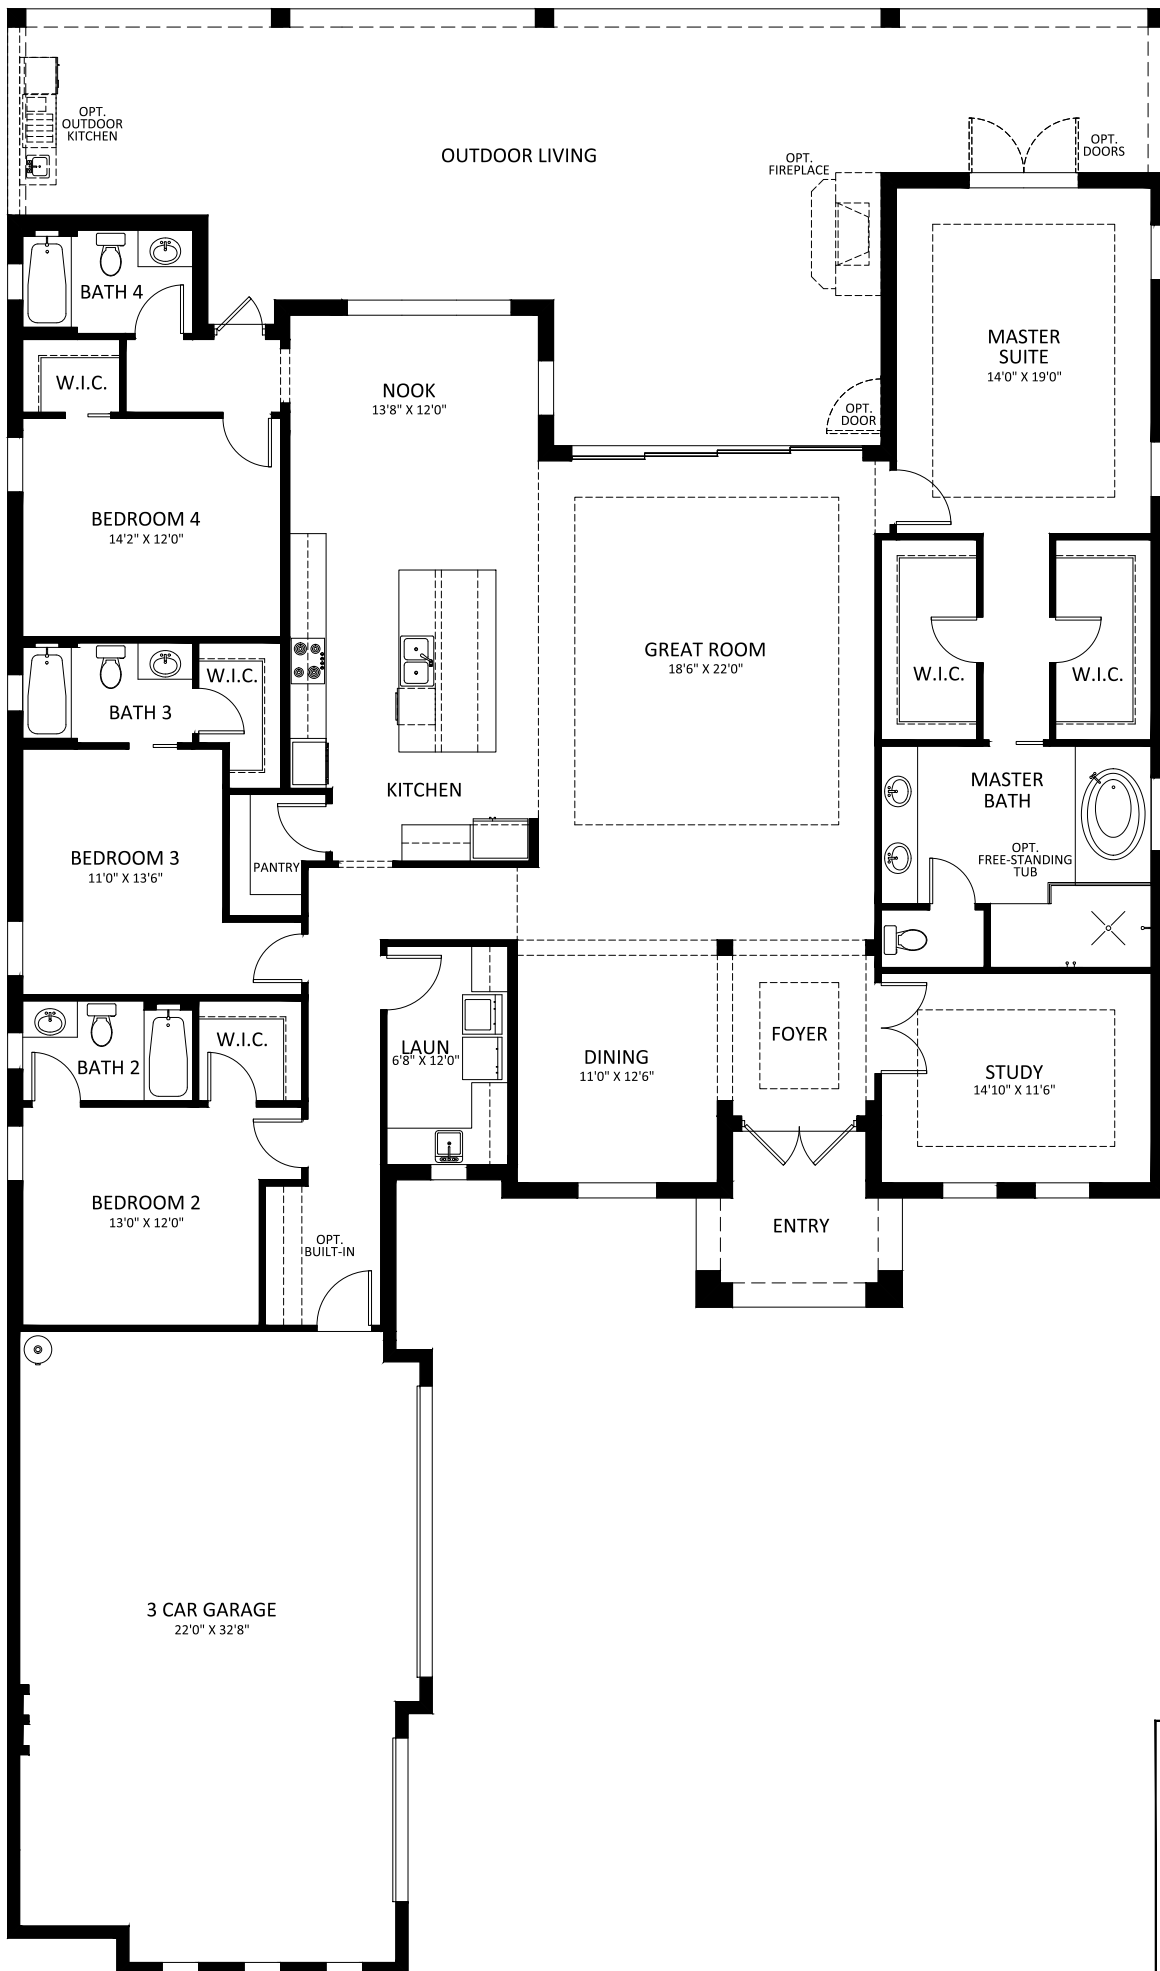 OPT.
OUTDOOR
KITCHEN
OUTDOOR LIVING
OPT.
FIREPLACE
OPT.
DOORS
BATH 4
W.I.C.
NOOK
13'8" X 12'0"
MASTER
SUITE
14'0" X 19'0"
OPT.
DOOR
BEDROOM 4
14'2" X 12'0"
GREAT ROOM
18'6" X 22'0"
W.I.C.
W.I.C.
W.I.C.
BATH 3
KITCHEN
MASTER
BATH
OPT.
FREE-STANDING
TUB
BEDROOM 3
11'0" X 13'6"
PANTRY
BATH 2
W.I.C.
LAUN
6'8" X 12'0"
DINING
11'0" X 12'6"
FOYER
STUDY
14'10" X 11'6"
BEDROOM 2
13'0" X 12'0"
OPT.
BUILT-IN
ENTRY
3 CAR GARAGE
22'0" X 32'8"